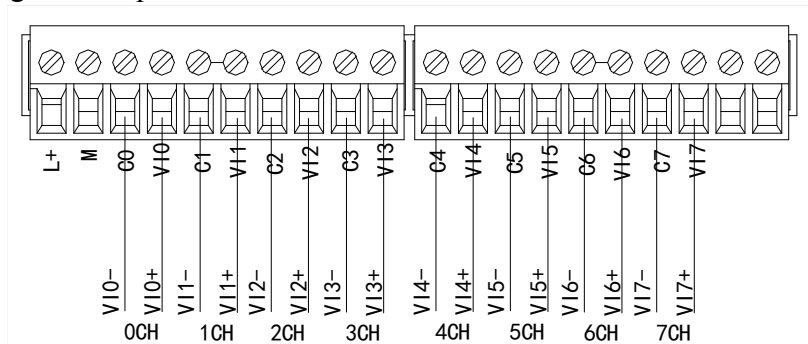 L+ M C0 VI0 C1 VI1 C2 VI2 C3 VI3 C4 VI4 C5 VI5 C6 VI6 C7 VI7
VI0- VI0+ VI1- VI1+ VI2- VI2+ VI3- VI3+ VI4- VI4+ VI5- VI5+ VI6- VI6+ VI7- VI7+
0CH 1CH 2CH 3CH 4CH 5CH 6CH 7CH